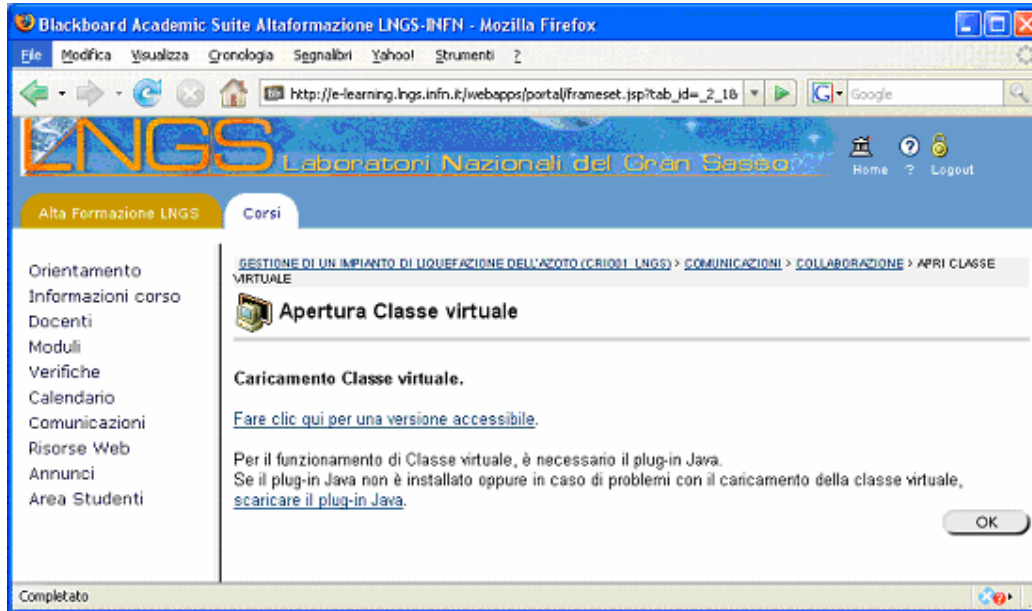 Blackboard Academic Suite Altaformazione LNGS-INFN - Mozilla Firefox
File Modifica Visualizza Cronologia Segnalibri Yahoo! Strumenti ?
http://e-learning.lngs.infn.it/webapps/portal/frameset.jsp?tab_id=_2_1& G Google
LNGS Laboratori Nazionali del Gran Sasso
Home ? Logout
Alta Formazione LNGS Corsi
Orientamento
Informazioni corso
Docenti
Moduli
Verifiche
Calendario
Comunicazioni
Risorse Web
Annunci
Area Studenti
GESTIONE DI UN IMPIANTO DI LIQUEFAZIONE DELL'AZOTO (CRIO01_LNGS) > COMUNICAZIONI > COLLABORAZIONE > APRI CLASSE
VIRTUALE
Apertura Classe virtuale
Caricamento Classe virtuale.
Fare clic qui per una versione accessibile.
Per il funzionamento di Classe virtuale, è necessario il plug-in Java.
Se il plug-in Java non è installato oppure in caso di problemi con il caricamento della classe virtuale,
scaricare il plug-in Java.
OK
Completato